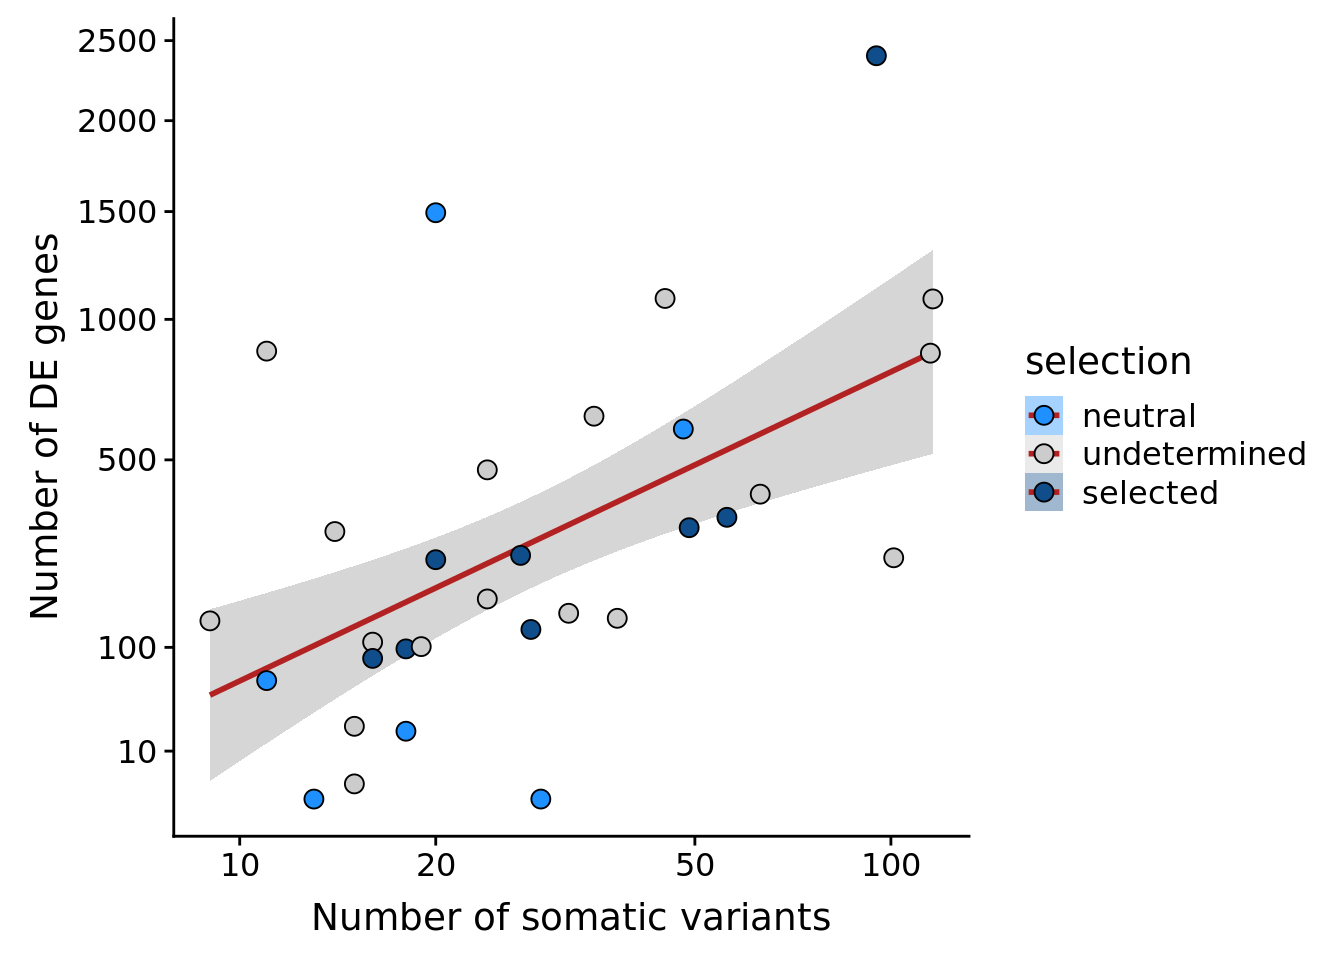 2500
2000
1500
1000
500
100
10
Number of DE genes
10 20 50 100
Number of somatic variants
selection
neutral
undetermined
selected